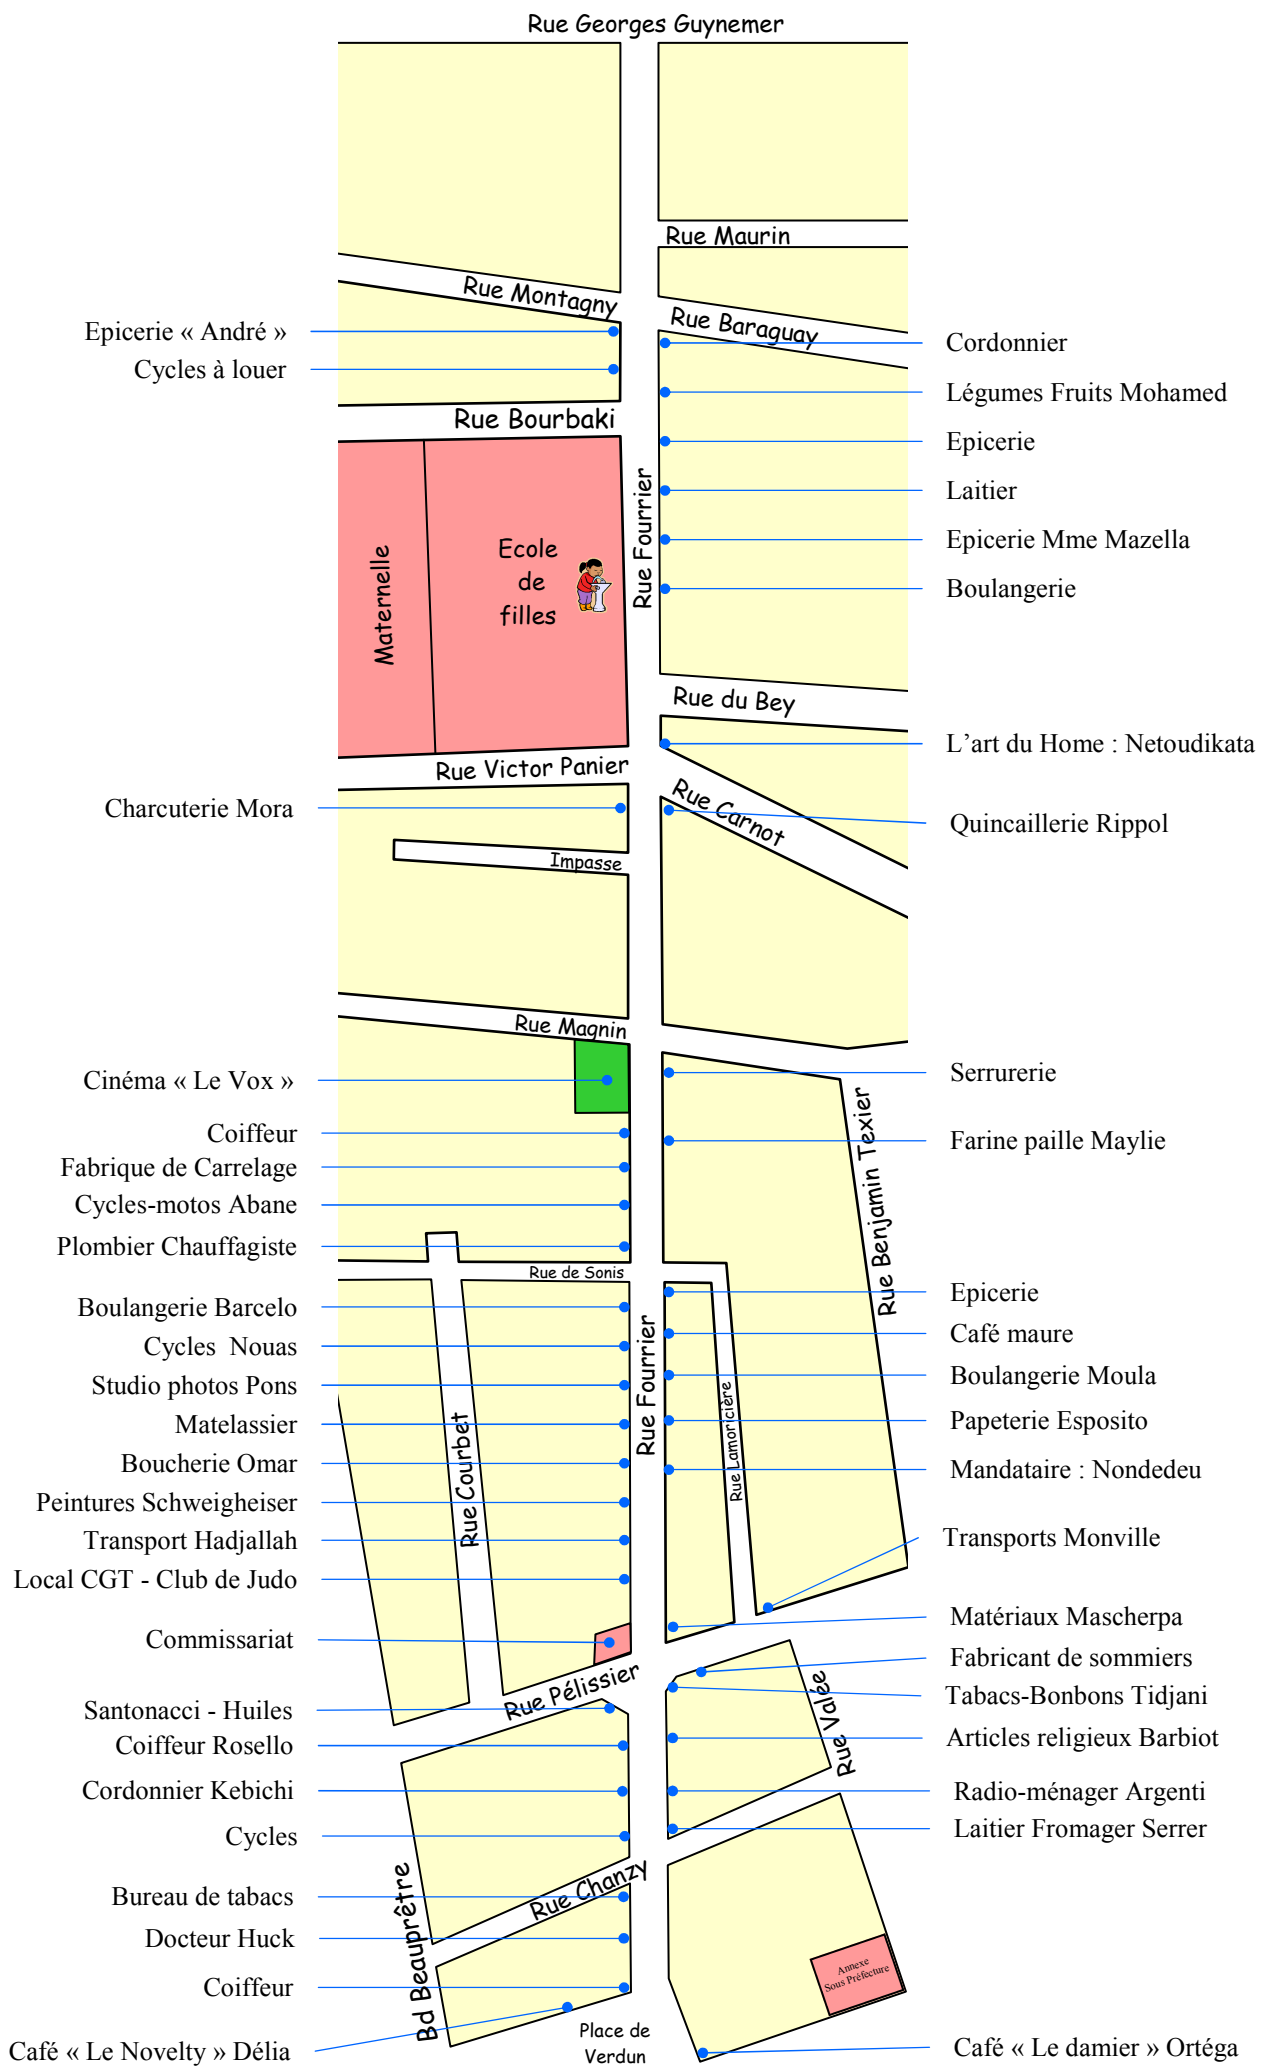 Rue Georges Guynemer
Rue Maurin
Rue Montagny
Rue Baraguay
Epicerie « André »
Cordonnier
Cycles à louer
Légumes Fruits Mohamed
Rue Bourbaki
Epicerie
Laitier
Rue Fourrier
Epicerie Mme Mazella
Maternelle
Ecole
de
filles
Boulangerie
Rue du Bey
L’art du Home : Netoudikata
Rue Victor Panier
Charcuterie Mora
Rue Carnot
Quincaillerie Rippol
Impasse
Rue Magnin
Cinéma « Le Vox »
Serrurerie
Coiffeur
Farine paille Maylie
Fabrique de Carrelage
Rue Benjamin Texier
Cycles-motos Abane
Plombier Chauffagiste
Rue de Sonis
Epicerie
Boulangerie Barcelo
Café maure
Cycles Nouas
Rue Fourrier
Boulangerie Moula
Studio photos Pons
Papeterie Esposito
Matelassier
Rue Lamoricière
Rue Courbet
Boucherie Omar
Mandataire : Nondedeu
Peintures Schweigheiser
Transport Hadjallah
Transports Monville
Local CGT - Club de Judo
Matériaux Mascherpa
Commissariat
Fabricant de sommiers
Rue Pélissier
Tabacs-Bonbons Tidjani
Santonacci - Huiles
Rue Valée
Coiffeur Rosello
Articles religieux Barbiot
Cordonnier Kebichi
Radio-ménager Argenti
Cycles
Laitier Fromager Serrer
Rue Chanzy
Bureau de tabacs
Bd Beauprêtre
Docteur Huck
Annexe
Sous Préfecture
Coiffeur
Place de
Verdun
Café « Le Novelty » Délia
Café « Le damier » Ortéga